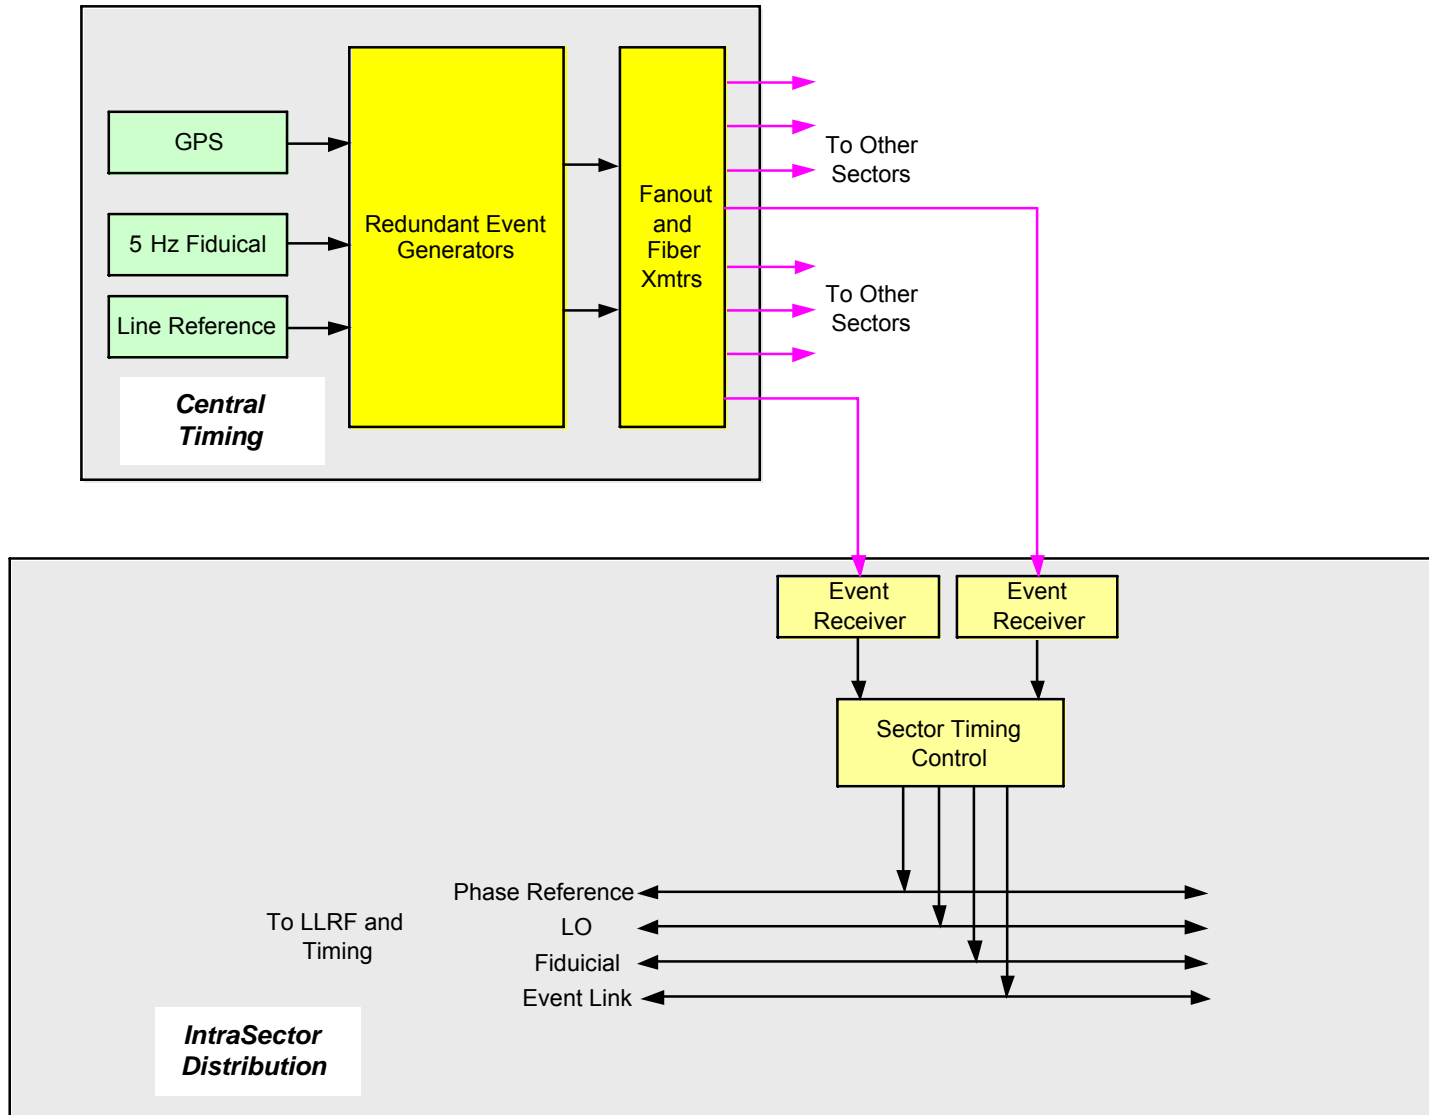 GPS
5 Hz Fiduical
Line Reference
Central
Timing
Redundant Event
Generators
Fanout
and
Fiber
Xmtrs
To Other
Sectors
To Other
Sectors
Event
Receiver
Event
Receiver
Sector Timing
Control
Phase Reference
LO
Fiduicial
Event Link
To LLRF and
Timing
IntraSector
Distribution